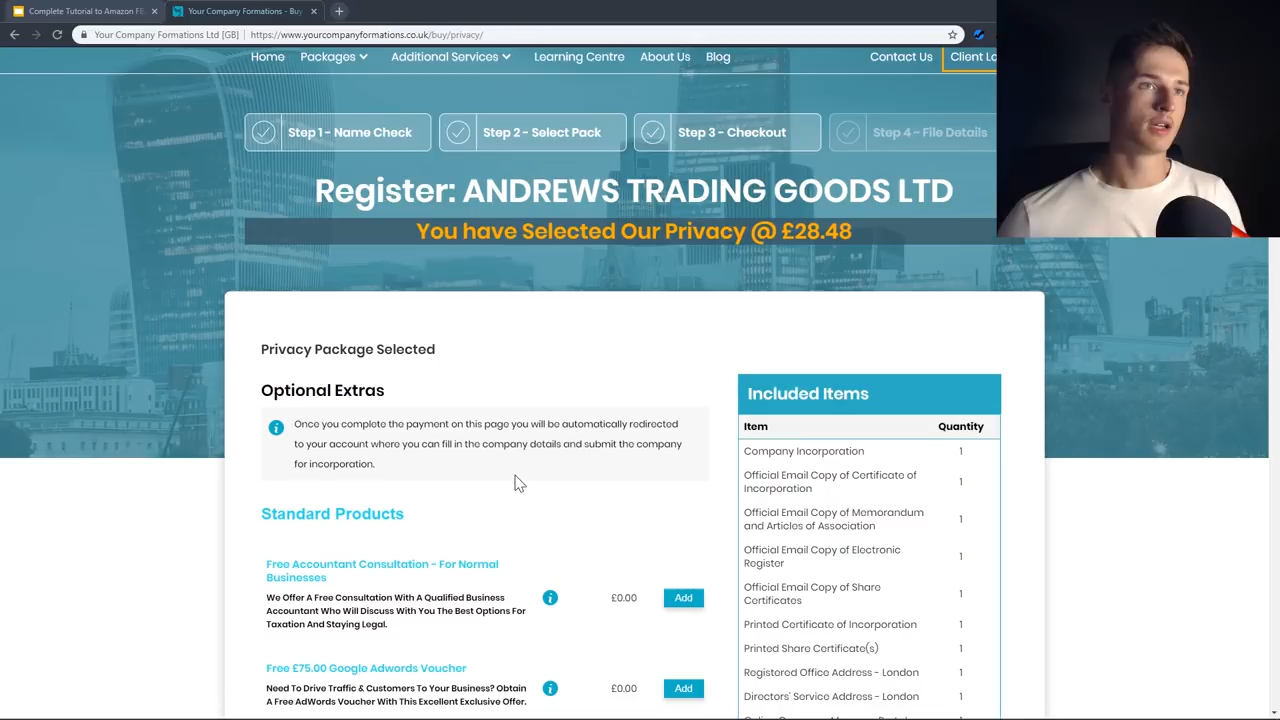 Complete Tutorial to Amazon FB
Your Company Formations - Buy
Your Company Formations Ltd [GB] | https://www.yourcompanyformations.co.uk/buy/privacy/
Home Packages Additional Services Learning Centre About Us Blog Contact Us Client Lo
Step 1 - Name Check Step 2 - Select Pack Step 3 - Checkout Step 4 - File Details
Register: ANDREWS TRADING GOODS LTD
You have Selected Our Privacy @ £28.48
Privacy Package Selected
Optional Extras
Once you complete the payment on this page you will be automatically redirected
to your account where you can fill in the company details and submit the company
for incorporation.
Standard Products
Free Accountant Consultation - For Normal
Businesses
We Offer A Free Consultation With A Qualified Business
Accountant Who Will Discuss With You The Best Options For
Taxation And Staying Legal.
£0.00 Add
Free £75.00 Google Adwords Voucher
Need To Drive Traffic & Customers To Your Business? Obtain
A Free AdWords Voucher With This Excellent Exclusive Offer.
£0.00 Add
Included Items
Item Quantity
Company Incorporation 1
Official Email Copy of Certificate of
Incorporation 1
Official Email Copy of Memorandum
and Articles of Association 1
Official Email Copy of Electronic
Register 1
Official Email Copy of Share
Certificates 1
Printed Certificate of Incorporation 1
Printed Share Certificate(s) 1
Registered Office Address - London 1
Directors' Service Address - London 1